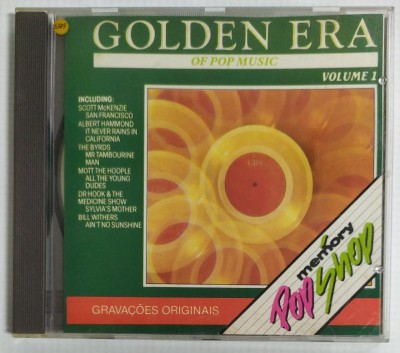 GOLDEN ERA
OF POP MUSIC
VOLUME 1
INCLUDING:
SCOTT McKENZIE
SAN FRANCISCO
ALBERT HAMMOND
IT NEVER RAINS IN
CALIFORNIA
THE BYRDS
MR TAMBOURINE
MAN
MOTT THE HOOPLE
ALL THE YOUNG
DUDES
DR HOOK & THE
MEDICINE SHOW
SYLVIA'S MOTHER
BILL WITHERS
AIN'T NO SUNSHINE
CBS
memory
POP SHOP
GRAVAÇÕES ORIGINAIS